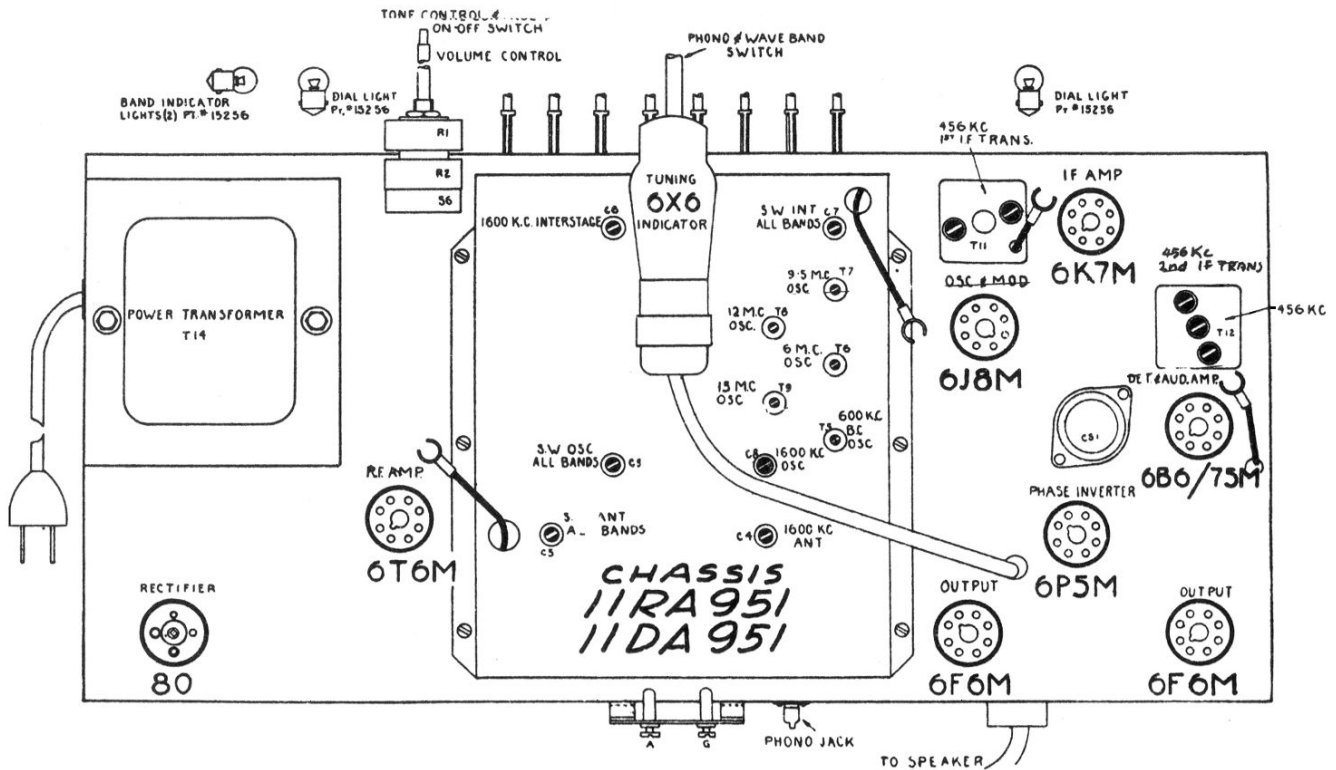 TONE CONTROL &
ON-OFF SWITCH
VOLUME CONTROL
PHONO & WAVE BAND
SWITCH
BAND INDICATOR
LIGHTS(2) PT.#15256
DIAL LIGHT
PT.#15256
DIAL LIGHT
PT.#15256
R1
R2
S6
456 KC
1ST I.F. TRANS.
T11
IF AMP
6K7M
456 KC
2nd IF TRANS
456 KC
T12
POWER TRANSFORMER
T14
1600 K.C. INTERSTAGE
C6
TUNING
6X6
INDICATOR
S.W INT C7
ALL BANDS
9.5 M.C. T7
OSC
12 M.C T8
OSC.
6 M.C. T6
OSC
15 M.C T9
OSC
600 KC
T5 B.C
OSC
S.W OSC
ALL BANDS C9
C8 1600 KC
OSC
ANT
BANDS
C5
C4 1600 KC
ANT
OSC & MOD
6J8M
DET & AUD. AMP.
6B6/75M
CS1
R.F. AMP.
6T6M
PHASE INVERTER
6P5M
CHASSIS
11RA951
11DA951
RECTIFIER
80
OUTPUT
6F6M
OUTPUT
6F6M
A G
PHONO JACK
TO SPEAKER